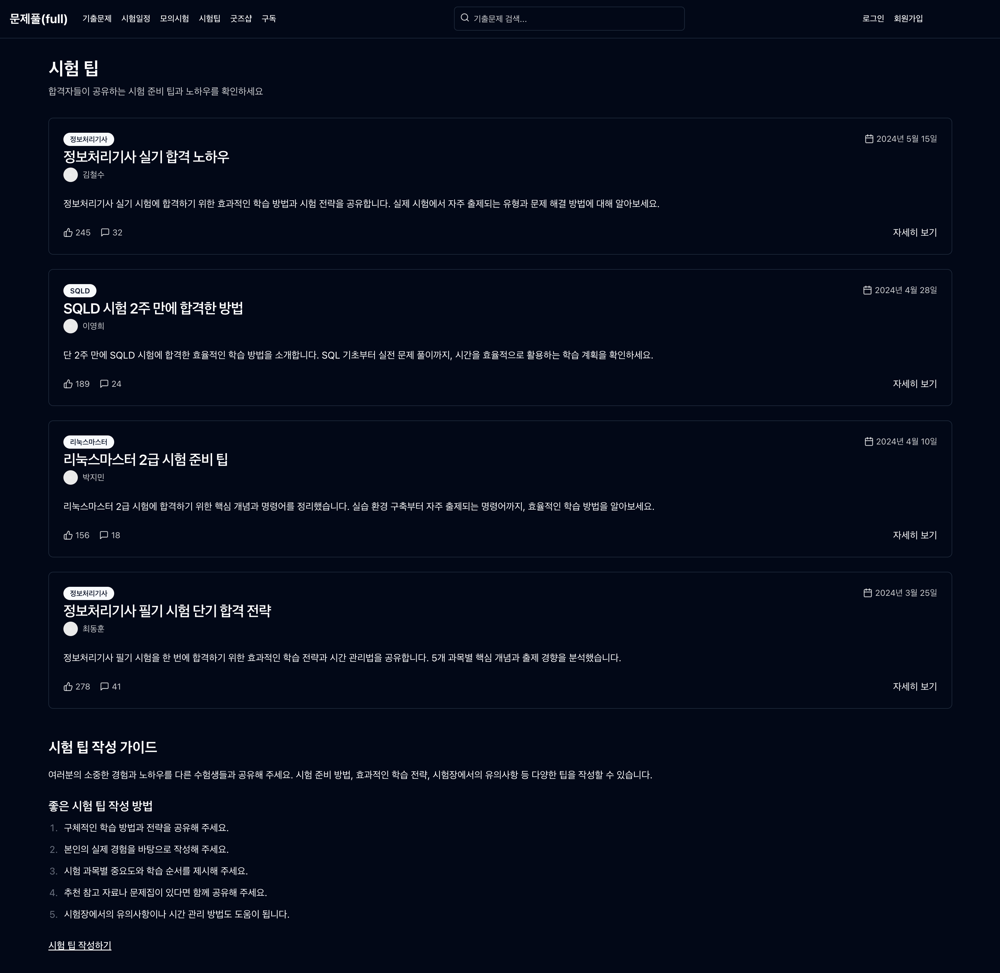 문제풀(full) 기출문제 시험일정 모의시험 시험팁 굿즈샵 구독 기출문제 검색... 로그인 회원가입
시험 팁
합격자들이 공유하는 시험 준비 팁과 노하우를 확인하세요
정보처리기사 2024년 5월 15일
정보처리기사 실기 합격 노하우
김철수
정보처리기사 실기 시험에 합격하기 위한 효과적인 학습 방법과 시험 전략을 공유합니다. 실제 시험에서 자주 출제되는 유형과 문제 해결 방법에 대해 알아보세요.
245 32 자세히 보기
SQLD 2024년 4월 28일
SQLD 시험 2주 만에 합격한 방법
이영희
단 2주 만에 SQLD 시험에 합격한 효율적인 학습 방법을 소개합니다. SQL 기초부터 실전 문제 풀이까지, 시간을 효율적으로 활용하는 학습 계획을 확인하세요.
189 24 자세히 보기
리눅스마스터 2024년 4월 10일
리눅스마스터 2급 시험 준비 팁
박지민
리눅스마스터 2급 시험에 합격하기 위한 핵심 개념과 명령어를 정리했습니다. 실습 환경 구축부터 자주 출제되는 명령어까지, 효율적인 학습 방법을 알아보세요.
156 18 자세히 보기
정보처리기사 2024년 3월 25일
정보처리기사 필기 시험 단기 합격 전략
최동훈
정보처리기사 필기 시험을 한 번에 합격하기 위한 효과적인 학습 전략과 시간 관리법을 공유합니다. 5개 과목별 핵심 개념과 출제 경향을 분석했습니다.
278 41 자세히 보기
시험 팁 작성 가이드
여러분의 소중한 경험과 노하우를 다른 수험생들과 공유해 주세요. 시험 준비 방법, 효과적인 학습 전략, 시험장에서의 유의사항 등 다양한 팁을 작성할 수 있습니다.
좋은 시험 팁 작성 방법
1. 구체적인 학습 방법과 전략을 공유해 주세요.
2. 본인의 실제 경험을 바탕으로 작성해 주세요.
3. 시험 과목별 중요도와 학습 순서를 제시해 주세요.
4. 추천 참고 자료나 문제집이 있다면 함께 공유해 주세요.
5. 시험장에서의 유의사항이나 시간 관리 방법도 도움이 됩니다.
시험 팁 작성하기